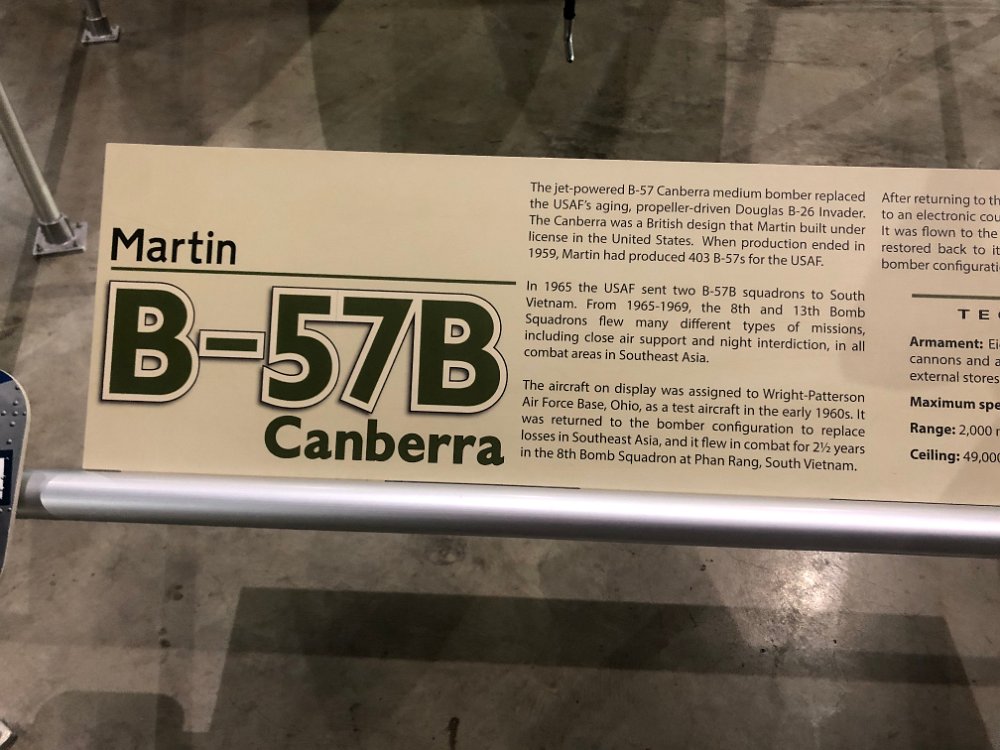 Martin
B-57B
Canberra
The jet-powered B-57 Canberra medium bomber replaced
the USAF's aging, propeller-driven Douglas B-26 Invader.
The Canberra was a British design that Martin built under
license in the United States. When production ended in
1959, Martin had produced 403 B-57s for the USAF.
In 1965 the USAF sent two B-57B squadrons to South
Vietnam. From 1965-1969, the 8th and 13th Bomb
Squadrons flew many different types of missions,
including close air support and night interdiction, in all
combat areas in Southeast Asia.
The aircraft on display was assigned to Wright-Patterson
Air Force Base, Ohio, as a test aircraft in the early 1960s. It
was returned to the bomber configuration to replace
losses in Southeast Asia, and it flew in combat for 2½ years
in the 8th Bomb Squadron at Phan Rang, South Vietnam.
After returning to th
to an electronic cou
It was flown to the
restored back to it
bomber configurati
TEC
Armament: Ei
cannons and a
external stores
Maximum spe
Range: 2,000 
Ceiling: 49,000